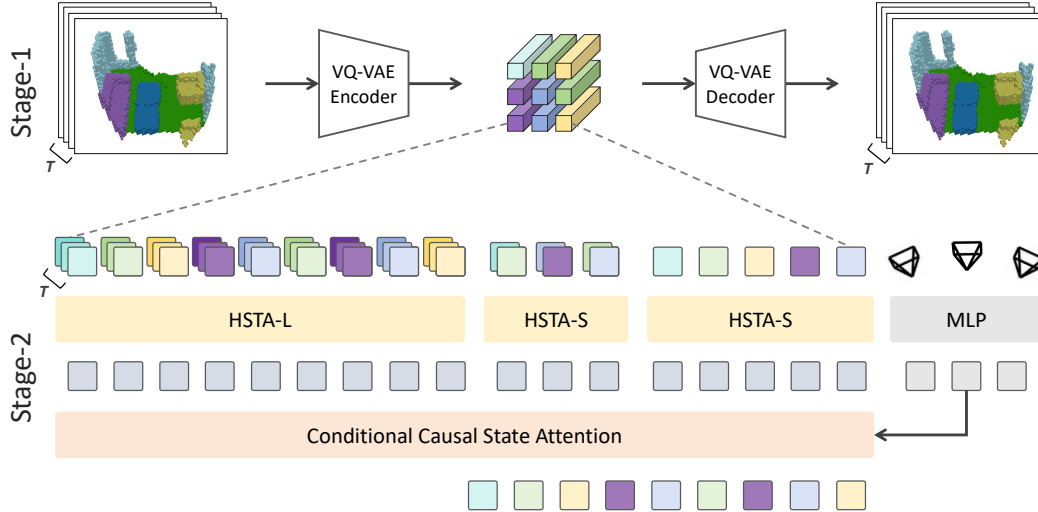 Stage-1
VQ-VAE
Encoder
VQ-VAE
Decoder
T
T
T
HSTA-L
HSTA-S
HSTA-S
MLP
Stage-2
Conditional Causal State Attention